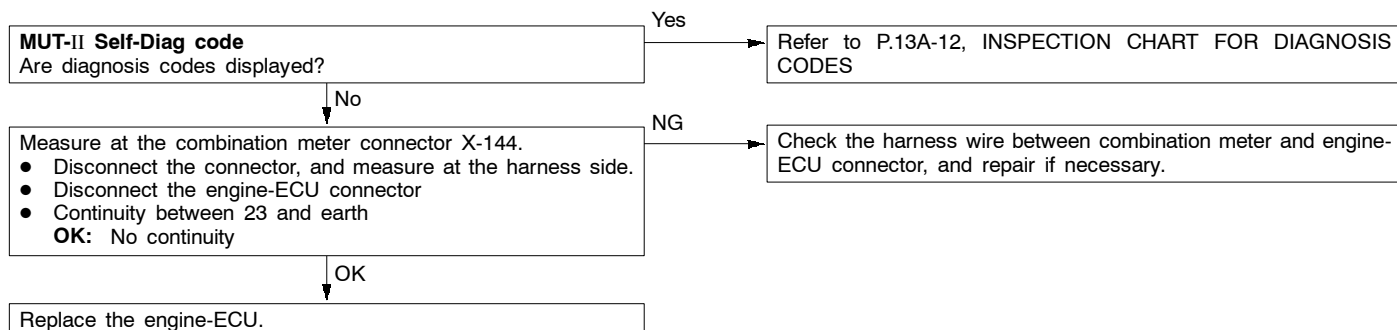 MUT-II Self-Diag code
Are diagnosis codes displayed?
Yes
Refer to P.13A-12, INSPECTION CHART FOR DIAGNOSIS
CODES
No
Measure at the combination meter connector X-144.
● Disconnect the connector, and measure at the harness side.
● Disconnect the engine-ECU connector
● Continuity between 23 and earth
OK: No continuity
NG
Check the harness wire between combination meter and engine-
ECU connector, and repair if necessary.
OK
Replace the engine-ECU.